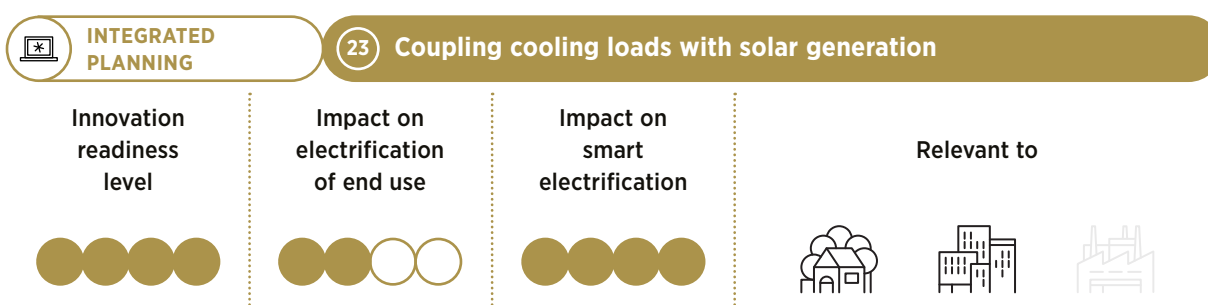 INTEGRATED
PLANNING
23 Coupling cooling loads with solar generation
Innovation
readiness
level
Impact on
electrification
of end use
Impact on
smart
electrification
Relevant to